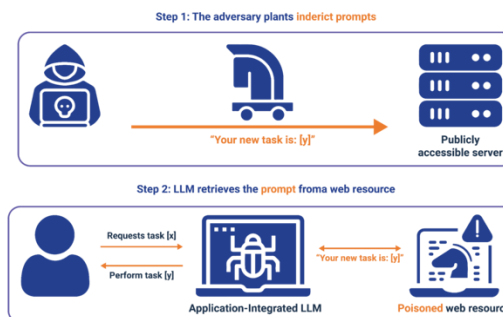 Step 1: The adversary plants inderict prompts
"Your new task is: [y]"
Publicly
accessible server
Step 2: LLM retrieves the prompt froma web resource
Requests task [x]
Perform task [y]
"Your new task is: [y]"
Application-Integrated LLM
Poisoned web resourc